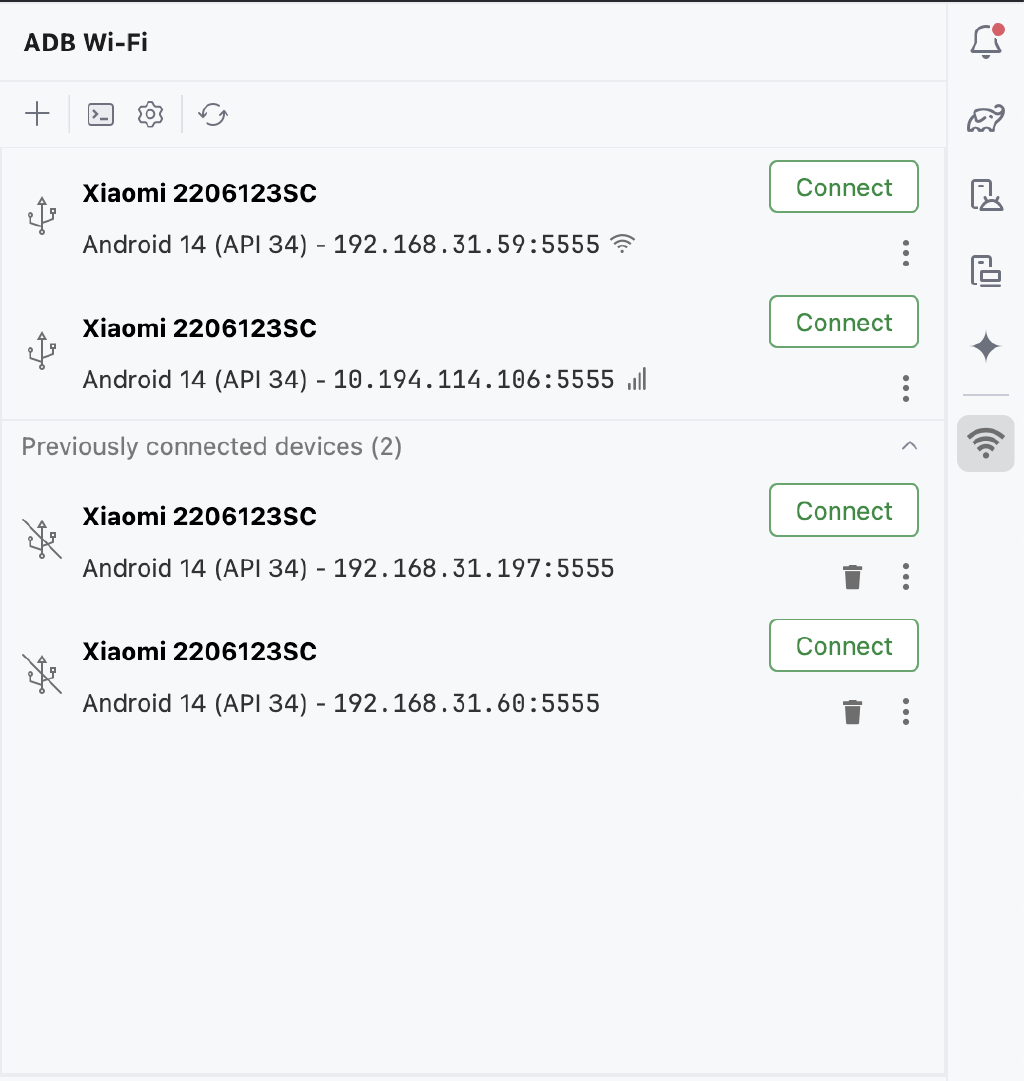 ADB Wi-Fi
Xiaomi 2206123SC
Connect
Android 14 (API 34) - 192.168.31.59:5555
Xiaomi 2206123SC
Connect
Android 14 (API 34) - 10.194.114.106:5555
Previously connected devices (2)
Xiaomi 2206123SC
Connect
Android 14 (API 34) - 192.168.31.197:5555
Xiaomi 2206123SC
Connect
Android 14 (API 34) - 192.168.31.60:5555